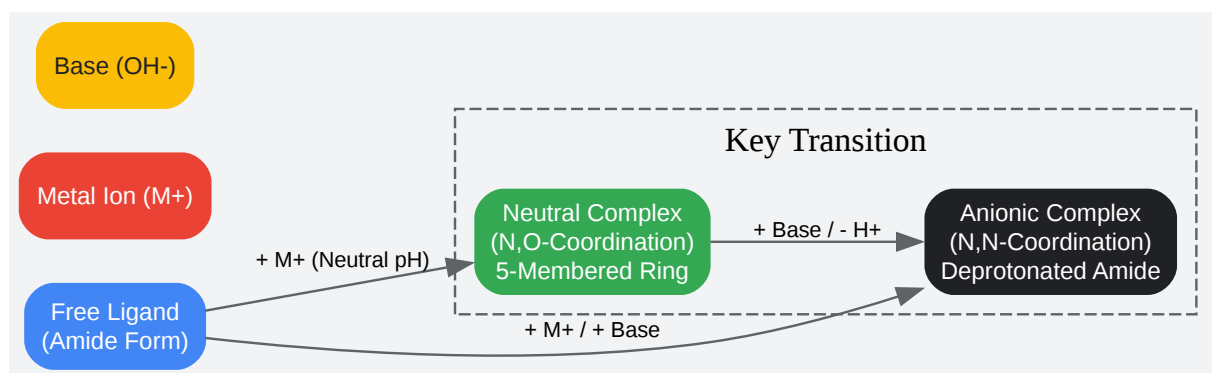 Base (OH-)
Metal Ion (M+)
Free Ligand
(Amide Form)
+ M+ (Neutral pH)
+ M+ / + Base
Key Transition
Neutral Complex
(N,O-Coordination)
5-Membered Ring
+ Base / - H+
Anionic Complex
(N,N-Coordination)
Deprotonated Amide